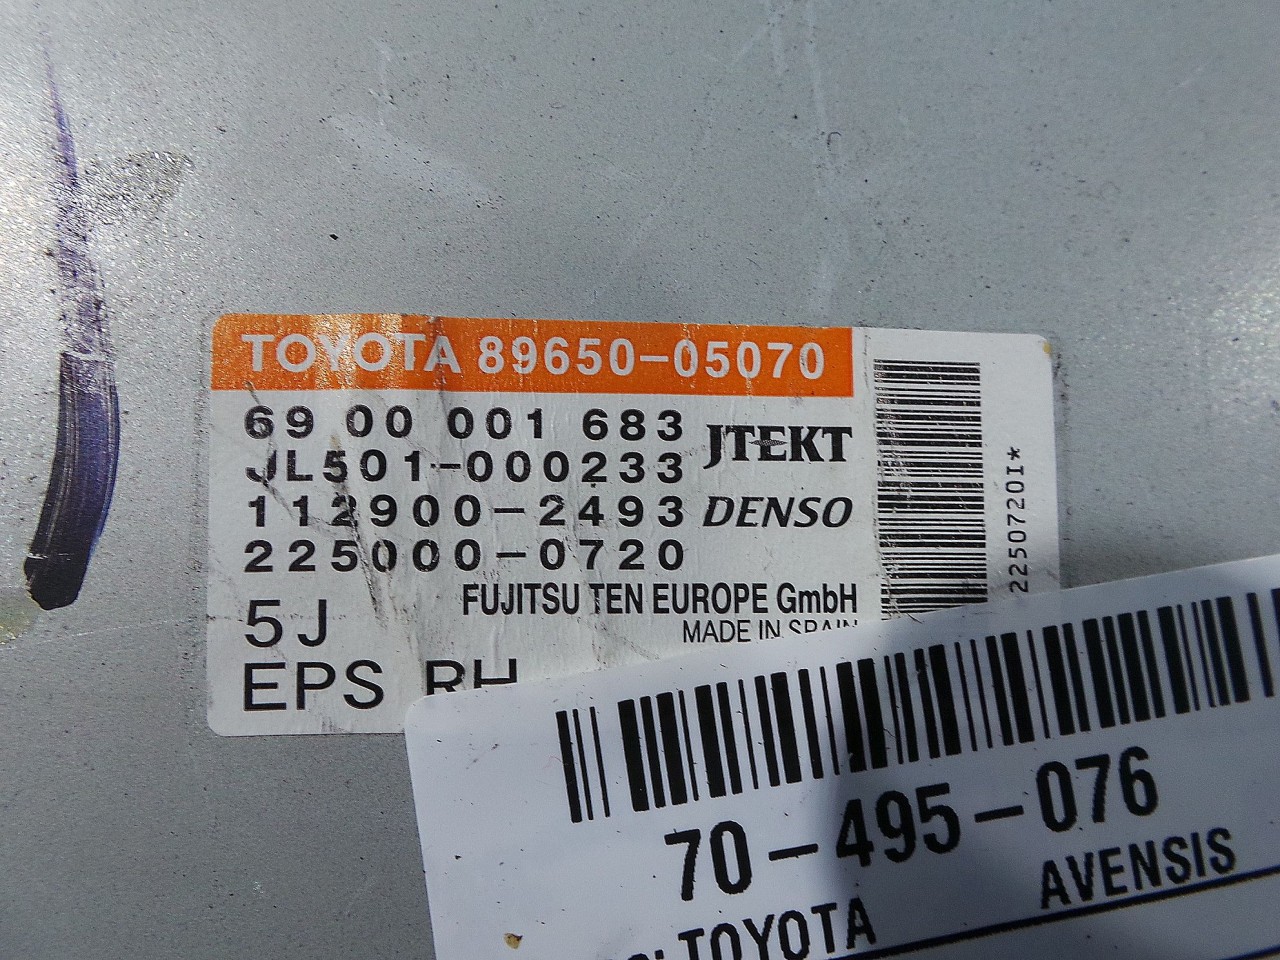 TOYOTA 89650-05070
69 00 001 683
JL501-000233
JTEKT
112900-2493
DENSO
225000-0720
FUJITSU TEN EUROPE GmbH
5J
MADE IN SPAIN
EPS RH
2250720I*
70-495-076
AVENSIS
TOYOTA